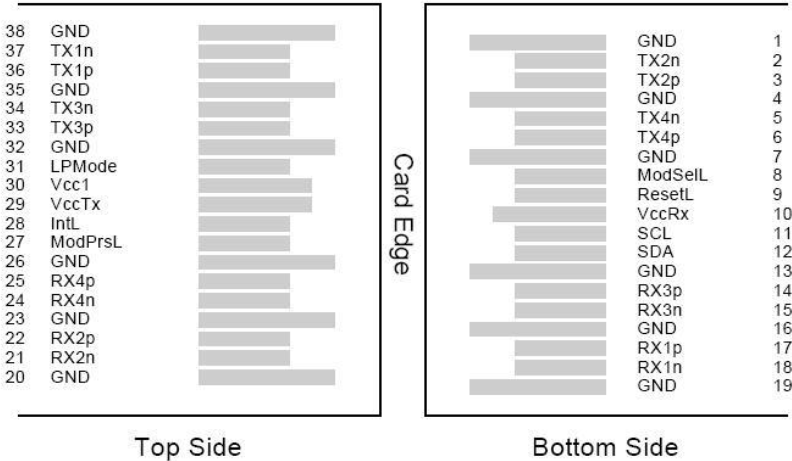 38 GND
37 TX1n
36 TX1p
35 GND
34 TX3n
33 TX3p
32 GND
31 LPMode
30 Vcc1
29 VccTx
28 IntL
27 ModPrsL
26 GND
25 RX4p
24 RX4n
23 GND
22 RX2p
21 RX2n
20 GND
Top Side
Card Edge
GND 1
TX2n 2
TX2p 3
GND 4
TX4n 5
TX4p 6
GND 7
ModSelL 8
ResetL 9
VccRx 10
SCL 11
SDA 12
GND 13
RX3p 14
RX3n 15
GND 16
RX1p 17
RX1n 18
GND 19
Bottom Side